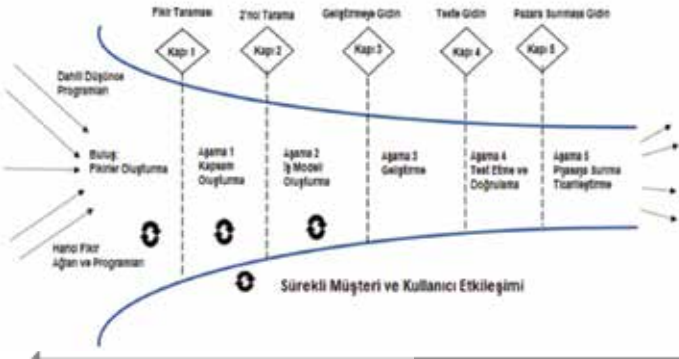 Fikir Taraması
2'nci Tarama
Geliştirmeye Gidin
Teste Gidin
Pazara Sunmaya Gidin
Kapı 1
Kapı 2
Kapı 3
Kapı 4
Kapı 5
Dahili Düşünce
Programları
Buluş:
Fikirler Oluşturma
Aşama 1
Kapsam
Oluşturma
Aşama 2
İş Modeli
Oluşturma
Aşama 3
Geliştirme
Aşama 4
Test Etme ve
Doğrulama
Aşama 5
Piyasaya Sunma
Ticarileştirme
Harici Fikir
Ağları ve Programları
Sürekli Müşteri ve Kullanıcı Etkileşimi